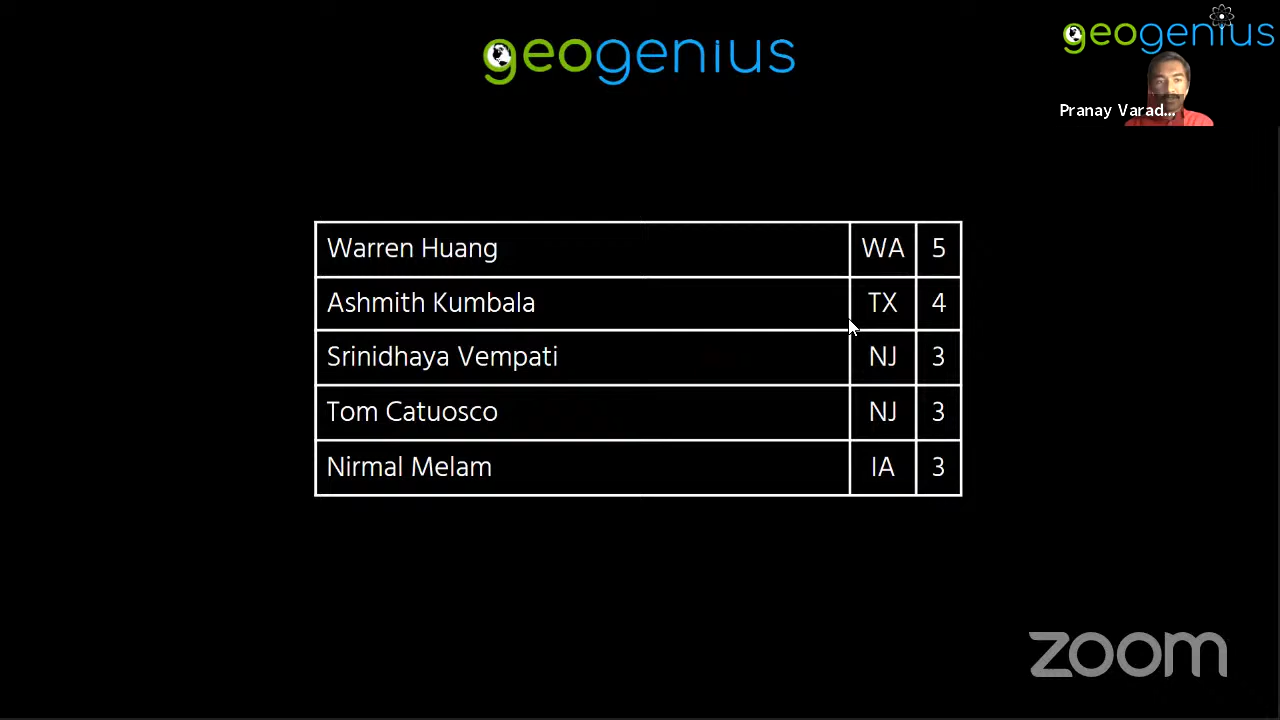 geogenius
geogenius
Pranay Varad...
Warren Huang WA 5
Ashmith Kumbala TX 4
Srinidhaya Vempati NJ 3
Tom Catuosco NJ 3
Nirmal Melam IA 3
zoom